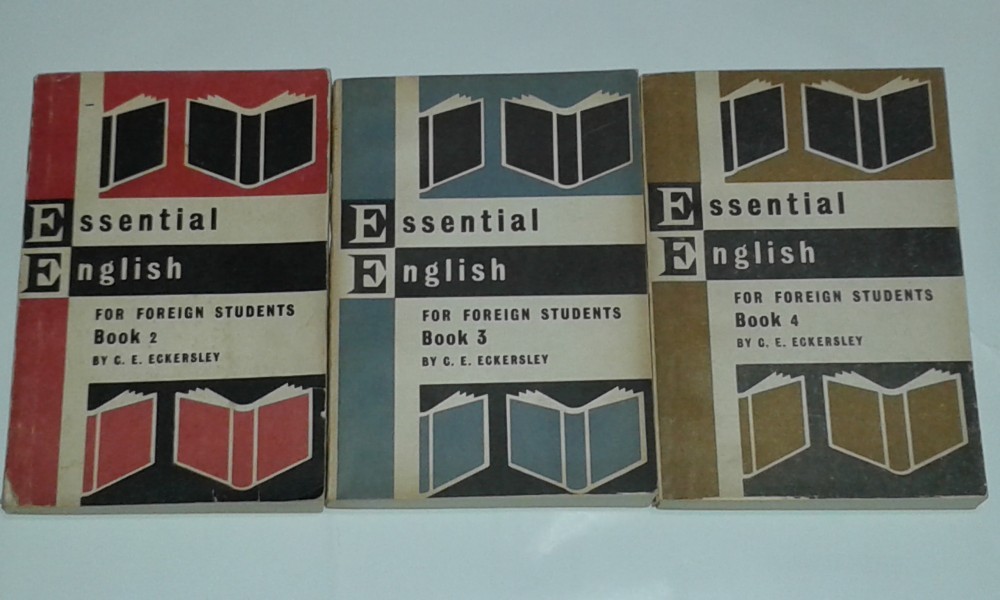 Essential
English
FOR FOREIGN STUDENTS
Book 2
BY C. E. ECKERSLEY
Essential
English
FOR FOREIGN STUDENTS
Book 3
BY C. E. ECKERSLEY
Essential
English
FOR FOREIGN STUDENTS
Book 4
BY C. E. ECKERSLEY